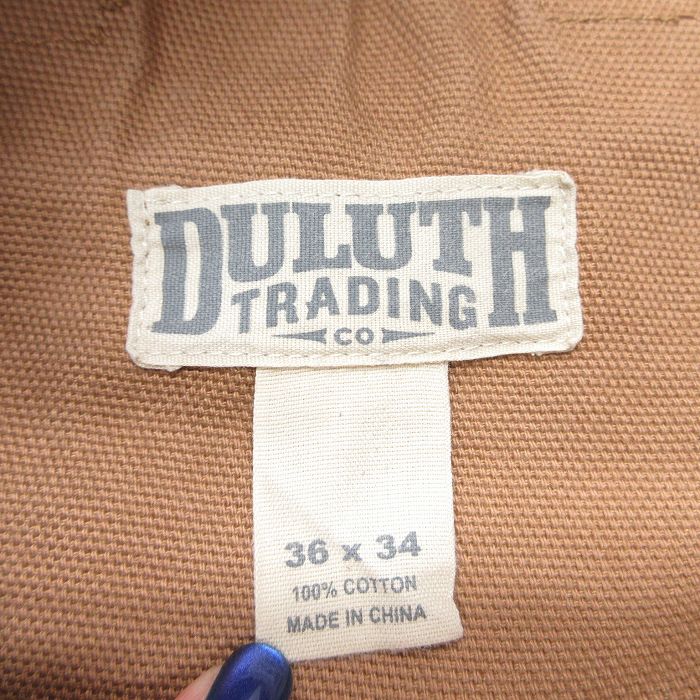 DULUTH
TRADING
CO
36 x 34
100% COTTON
MADE IN CHINA